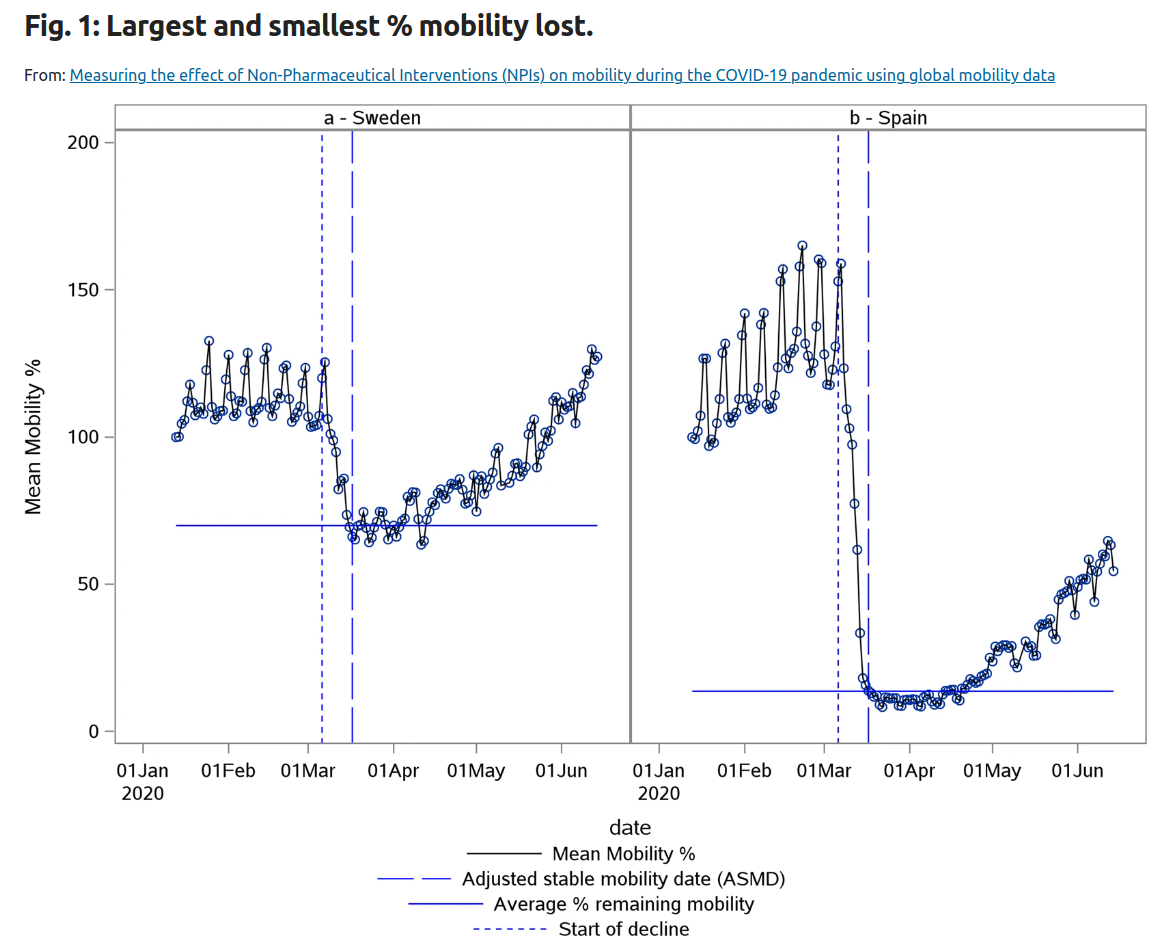 Fig. 1: Largest and smallest % mobility lost.
From: Measuring the effect of Non-Pharmaceutical Interventions (NPIs) on mobility during the COVID-19 pandemic using global mobility data
a - Sweden
b - Spain
200
150
100
50
0
Mean Mobility %
01Jan 01Feb 01Mar 01Apr 01May 01Jun
2020
01Jan 01Feb 01Mar 01Apr 01May 01Jun
2020
date
Mean Mobility %
Adjusted stable mobility date (ASMD)
Average % remaining mobility
Start of decline